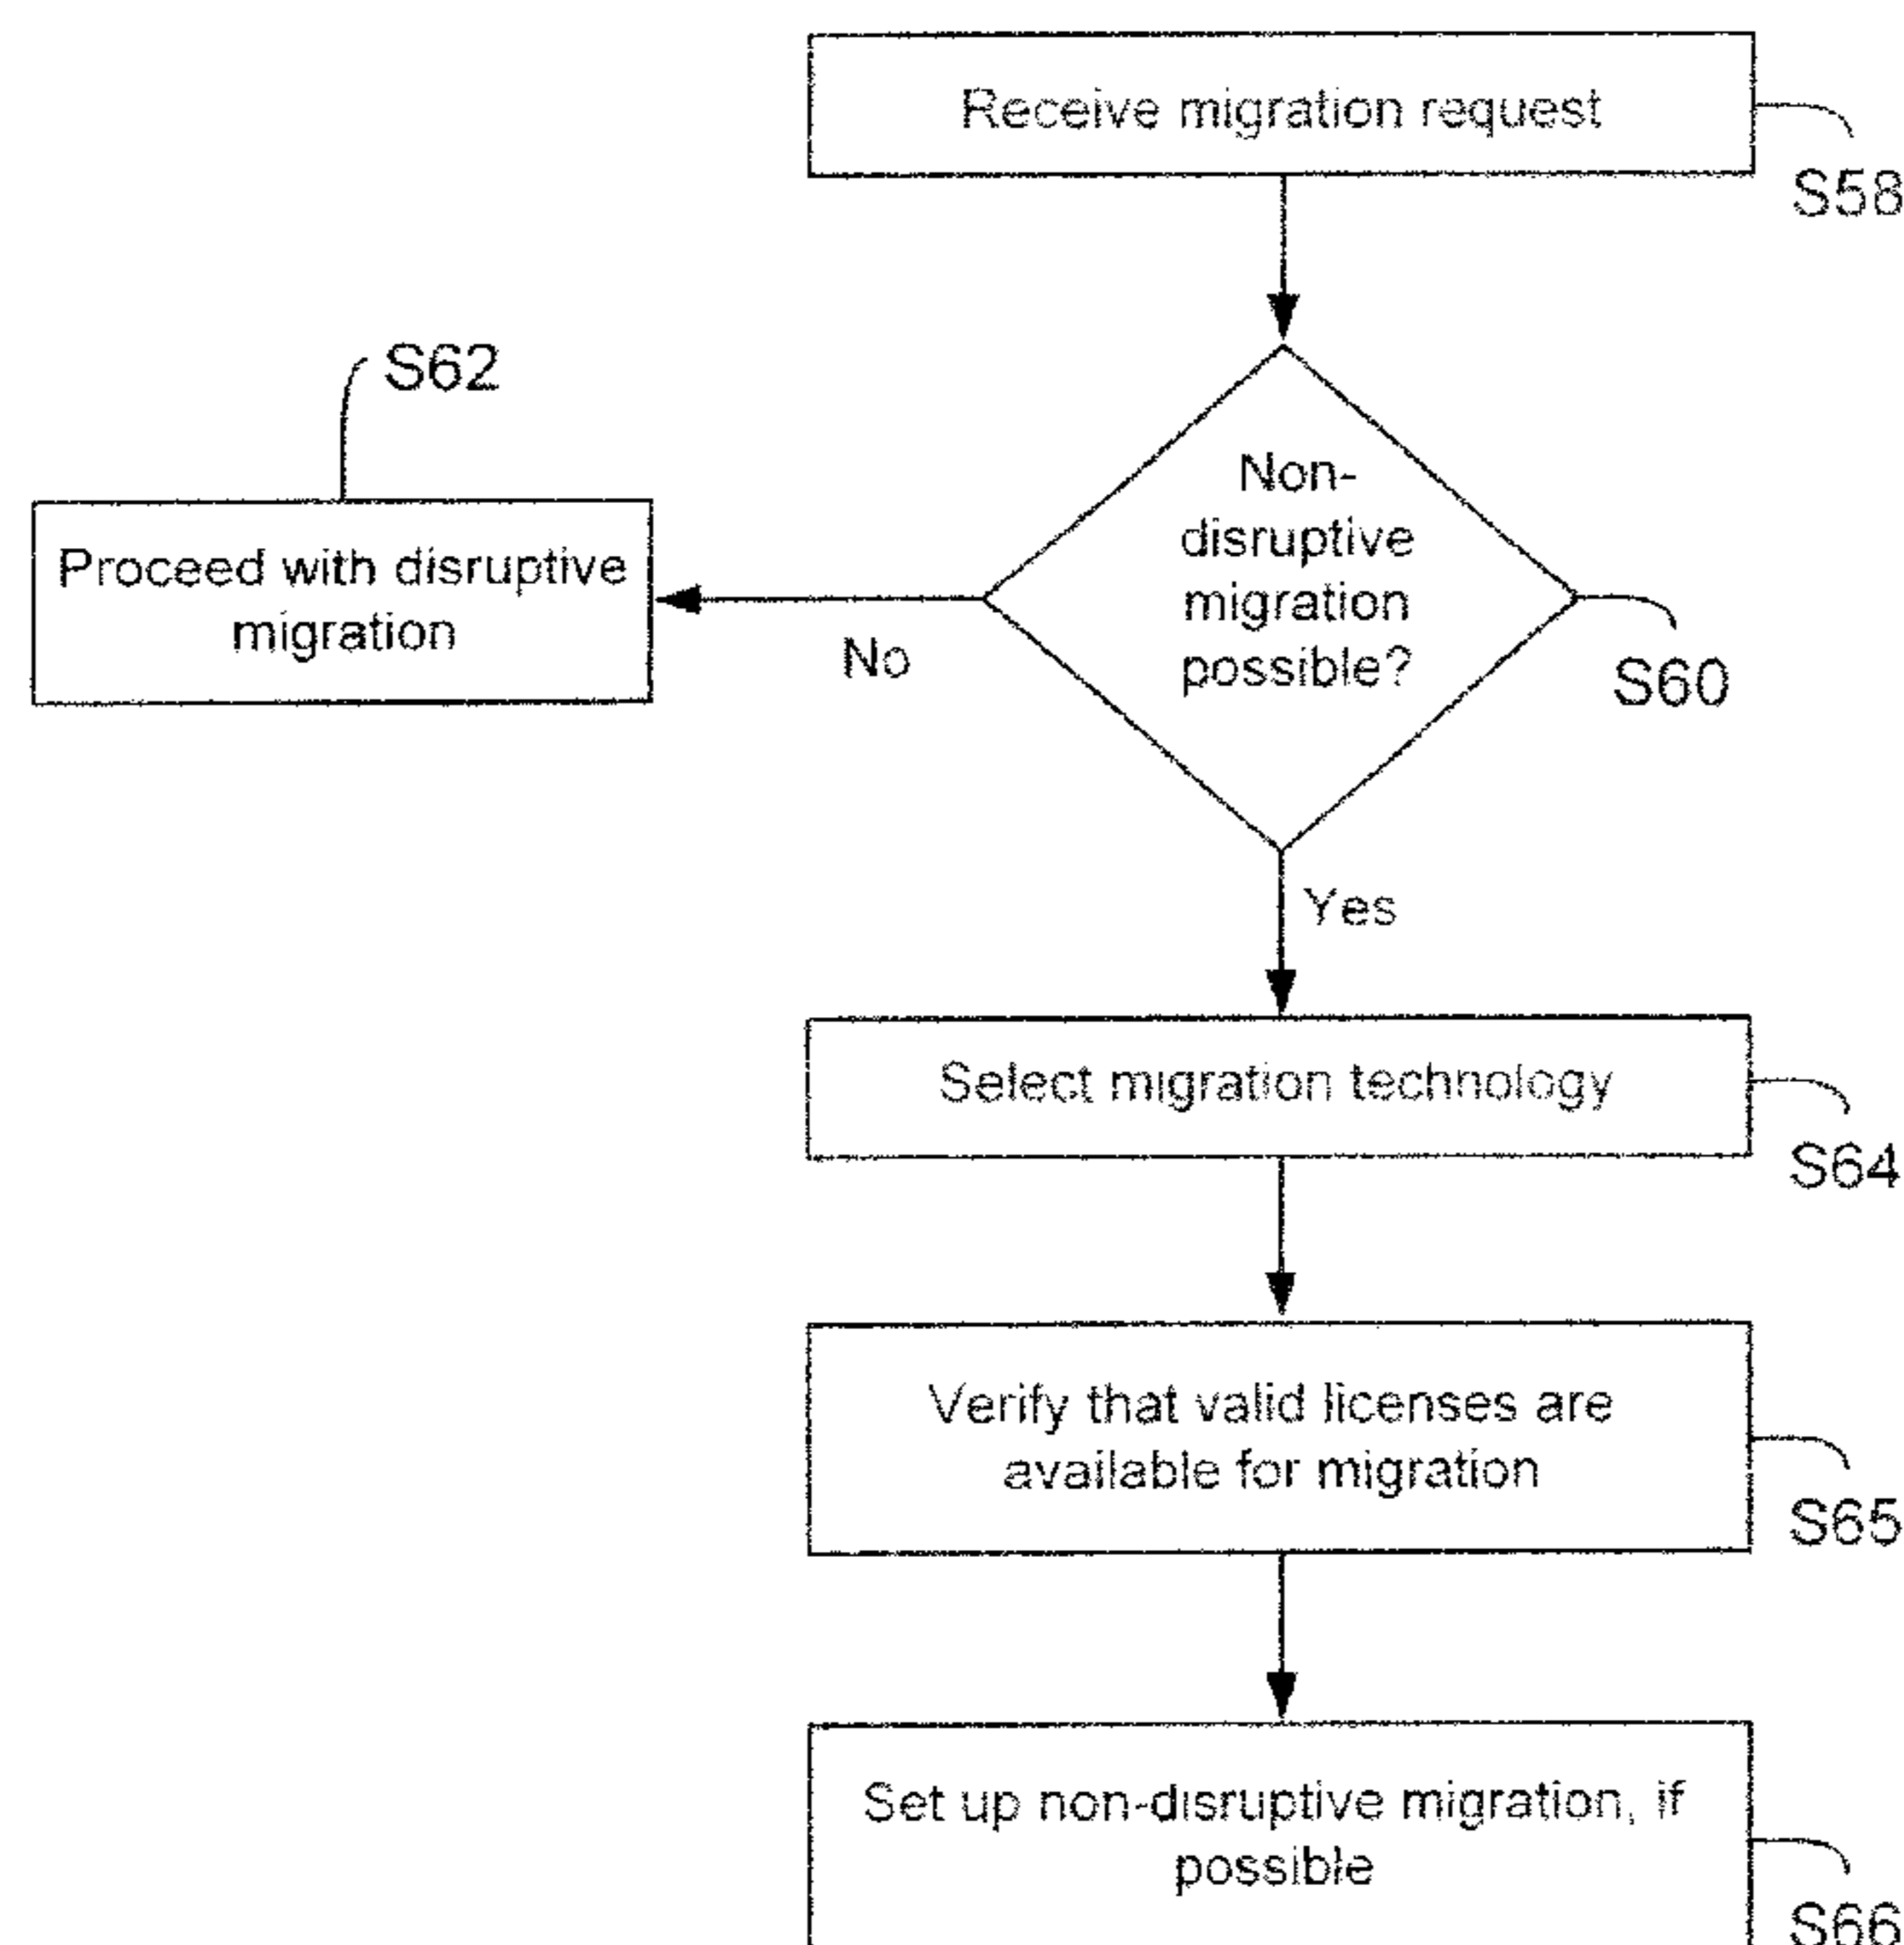 Receive migration request
S58
S62
Non-
disruptive
migration
possible?
Proceed with disruptive
migration
No
S60
Yes
Select migration technology
S64
Verify that valid licenses are
available for migration
S65
Set up non-disruptive migration, if
possible
S66